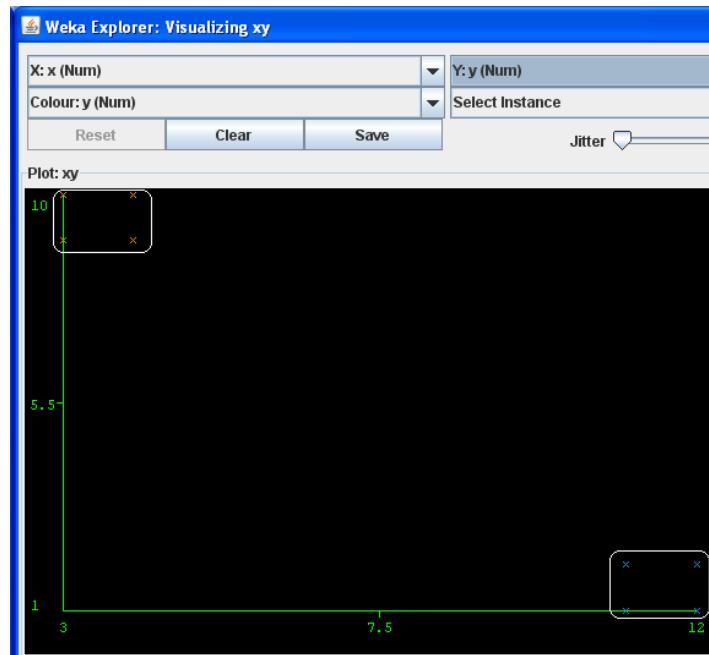 Weka Explorer: Visualizing xy
X: x (Num) Y: y (Num)
Colour: y (Num) Select Instance
Reset Clear Save Jitter
Plot: xy
10
5.5
1
3 7.5 12